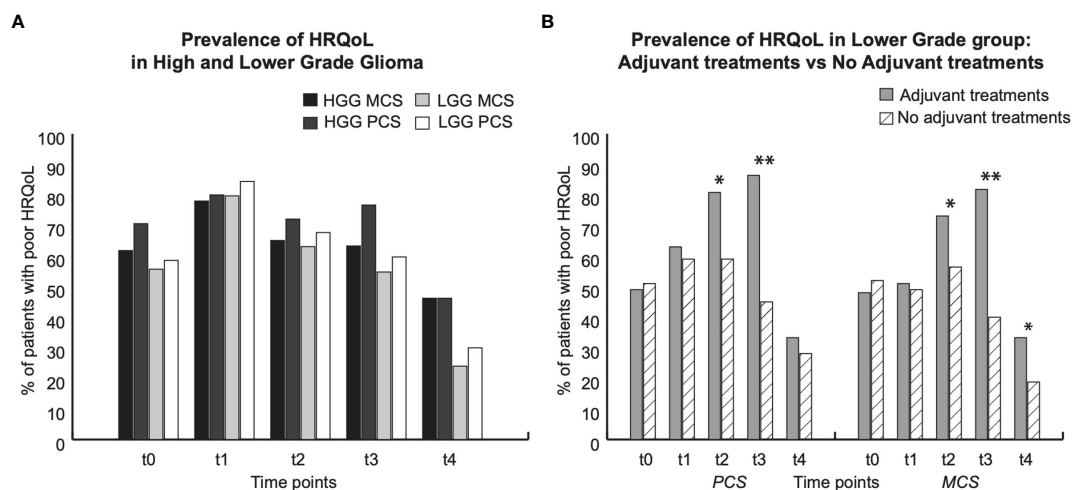 A
Prevalence of HRQoL
in High and Lower Grade Glioma
HGG MCS LGG MCS
HGG PCS LGG PCS
% of patients with poor HRQoL
100
90
80
70
60
50
40
30
20
10
0
t0 t1 t2 t3 t4
Time points
B
Prevalence of HRQoL in Lower Grade group:
Adjuvant treatments vs No Adjuvant treatments
Adjuvant treatments
No adjuvant treatments
% of patients with poor HRQoL
100
90
80
70
60
50
40
30
20
10
0
* ** * ** *
t0 t1 t2 t3 t4 t0 t1 t2 t3 t4
PCS Time points MCS